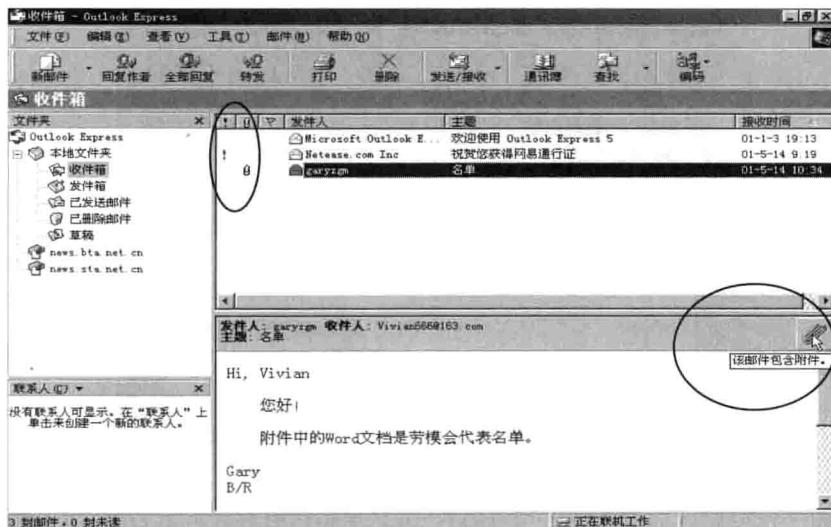 收件箱 - Outlook Express
文件(F) 编辑(E) 查看(V) 工具(T) 邮件(M) 帮助(H)
新邮件 回复作者 全部回复 转发 打印 删除 发送/接收 通讯簿 查找 编码
收件箱
文件夹 ×
Outlook Express
本地文件夹
收件箱
发件箱
已发送邮件
已删除邮件
草稿
news.bta.net.cn
news.sta.net.cn
! 发件人 主题 接收时间
Microsoft Outlook E... 欢迎使用 Outlook Express 5 01-1-3 19:13
! Netease.com Inc 祝贺您获得网易通行证 01-5-14 9:19
garyzgm 名单 01-5-14 10:34
发件人: garyzgm 收件人: Vivian666@163.com
主题: 名单
该邮件包含附件。
Hi, Vivian
您好!
附件中的Word文档是劳模会代表名单。
Gary
B/R
联系人(C) ×
没有联系人可显示。在“联系人”上
单击来创建一个新的联系人。
3 封邮件,0 封未读 正在联机工作